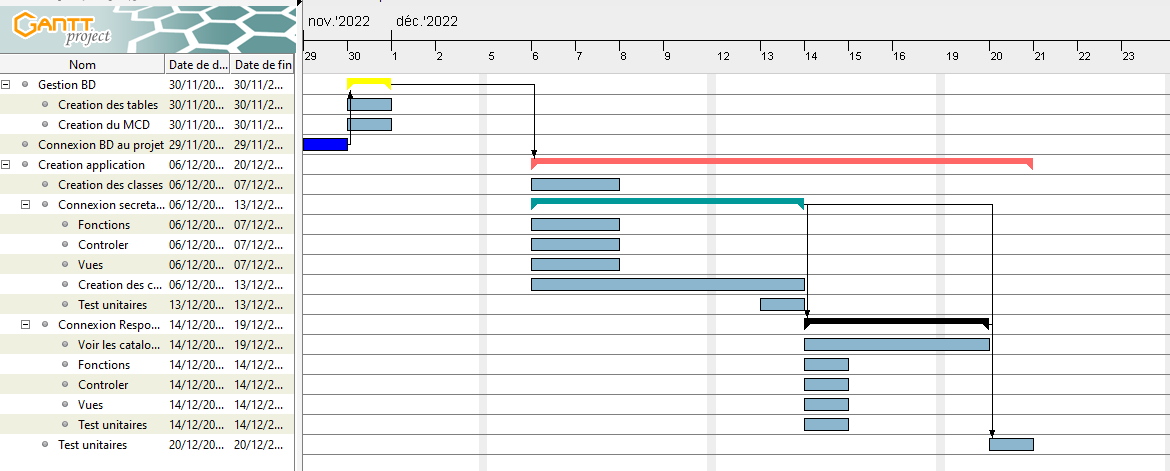 GANTT
project
nov.'2022 déc.'2022
29 30 1 2 5 6 7 8 9 12 13 14 15 16 19 20 21 22 23
Nom Date de d... Date de fin
Gestion BD 30/11/20... 30/11/2...
Creation des tables 30/11/20... 30/11/2...
Creation du MCD 30/11/20... 30/11/2...
Connexion BD au projet 29/11/20... 29/11/2...
Creation application 06/12/20... 20/12/2...
Creation des classes 06/12/20... 07/12/2...
Connexion secreta... 06/12/20... 13/12/2...
Fonctions 06/12/20... 07/12/2...
Controler 06/12/20... 07/12/2...
Vues 06/12/20... 07/12/2...
Creation des c... 06/12/20... 13/12/2...
Test unitaires 13/12/20... 13/12/2...
Connexion Respo... 14/12/20... 19/12/2...
Voir les catalo... 14/12/20... 19/12/2...
Fonctions 14/12/20... 14/12/2...
Controler 14/12/20... 14/12/2...
Vues 14/12/20... 14/12/2...
Test unitaires 14/12/20... 14/12/2...
Test unitaires 20/12/20... 20/12/2...